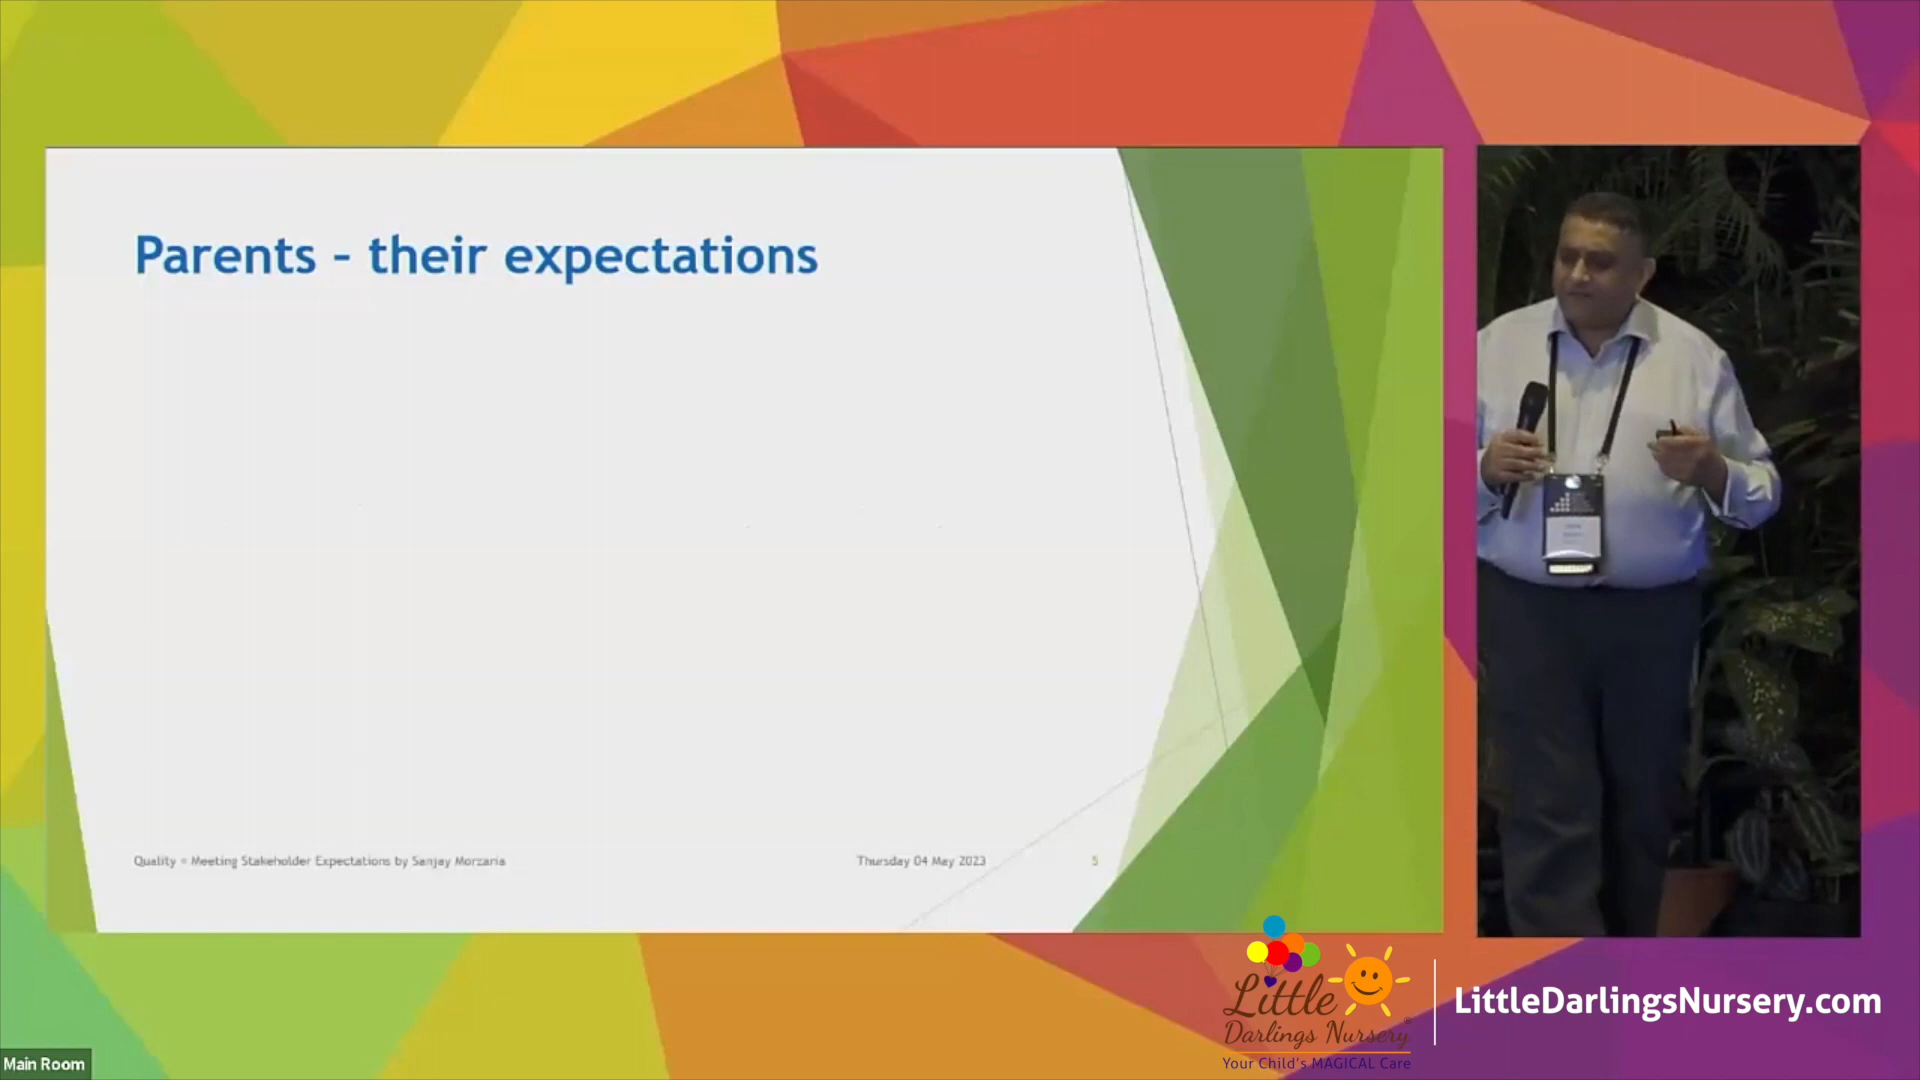 Parents - their expectations
Quality = Meeting Stakeholder Expectations by Sanjay Morzaria
Thursday 04 May 2023
5
Little
Darlings Nursery®
Your Child's MAGICAL Care
LittleDarlingsNursery.com
Main Room